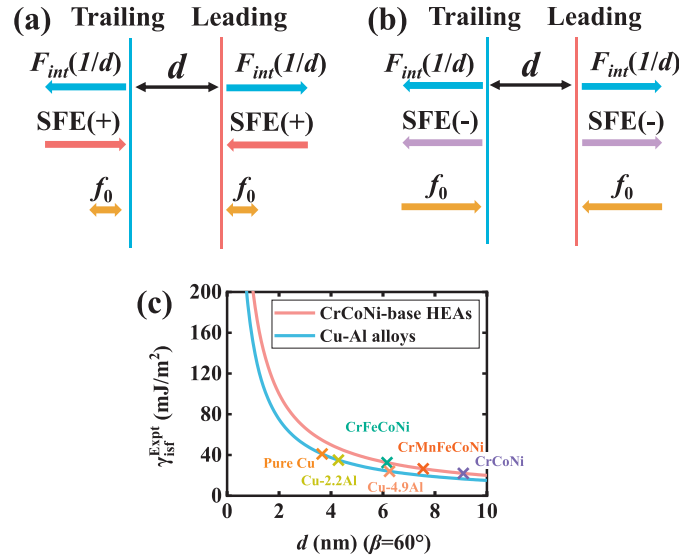 (a) Trailing Leading
F_int(1/d) d F_int(1/d)
SFE(+) SFE(+)
f_0 f_0
(b) Trailing Leading
F_int(1/d) d F_int(1/d)
SFE(-) SFE(-)
f_0 f_0
(c)
200
160
120
80
40
0
γ_isf^Expt (mJ/m²)
CrCoNi-base HEAs
Cu-Al alloys
CrFeCoNi
CrMnFeCoNi
CrCoNi
Pure Cu
Cu-2.2Al
Cu-4.9Al
0 2 4 6 8 10
d (nm) (β=60°)